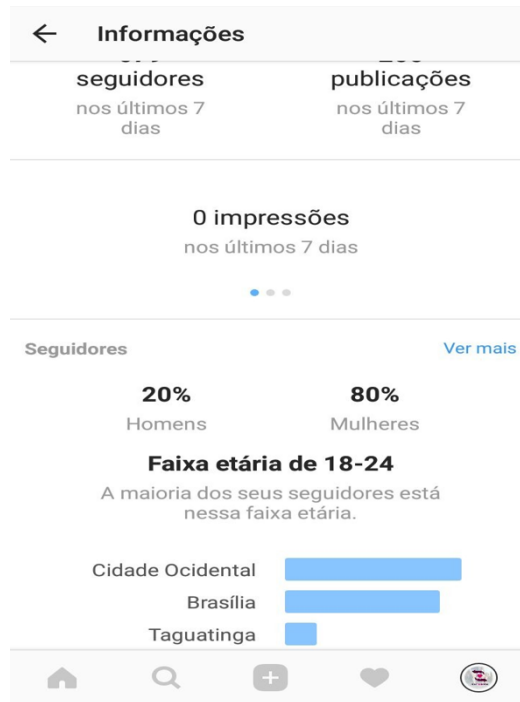 Informações
seguidores
publicações
nos últimos 7
dias
nos últimos 7
dias
0 impressões
nos últimos 7 dias
Seguidores
Ver mais
20%
80%
Homens
Mulheres
Faixa etária de 18-24
A maioria dos seus seguidores está
nessa faixa etária.
Cidade Ocidental
Brasília
Taguatinga